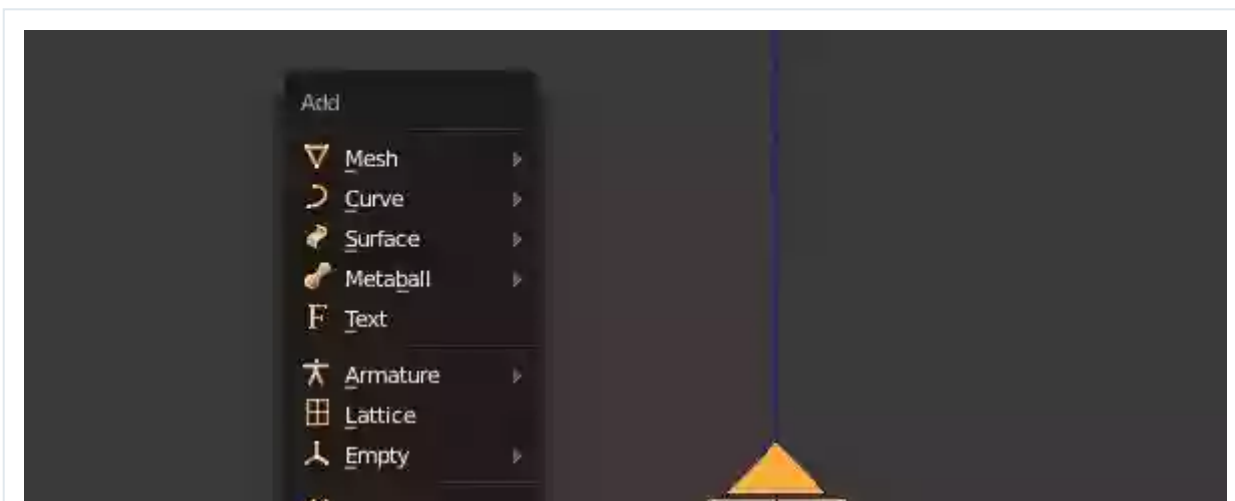 Add
Mesh
Curve
Surface
Metaball
Text
Armature
Lattice
Empty